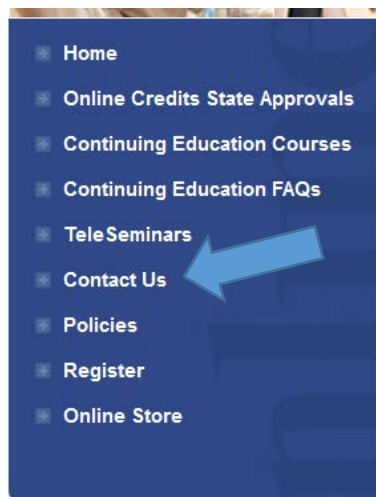 Home
Online Credits State Approvals
Continuing Education Courses
Continuing Education FAQs
TeleSeminars
Contact Us
Policies
Register
Online Store